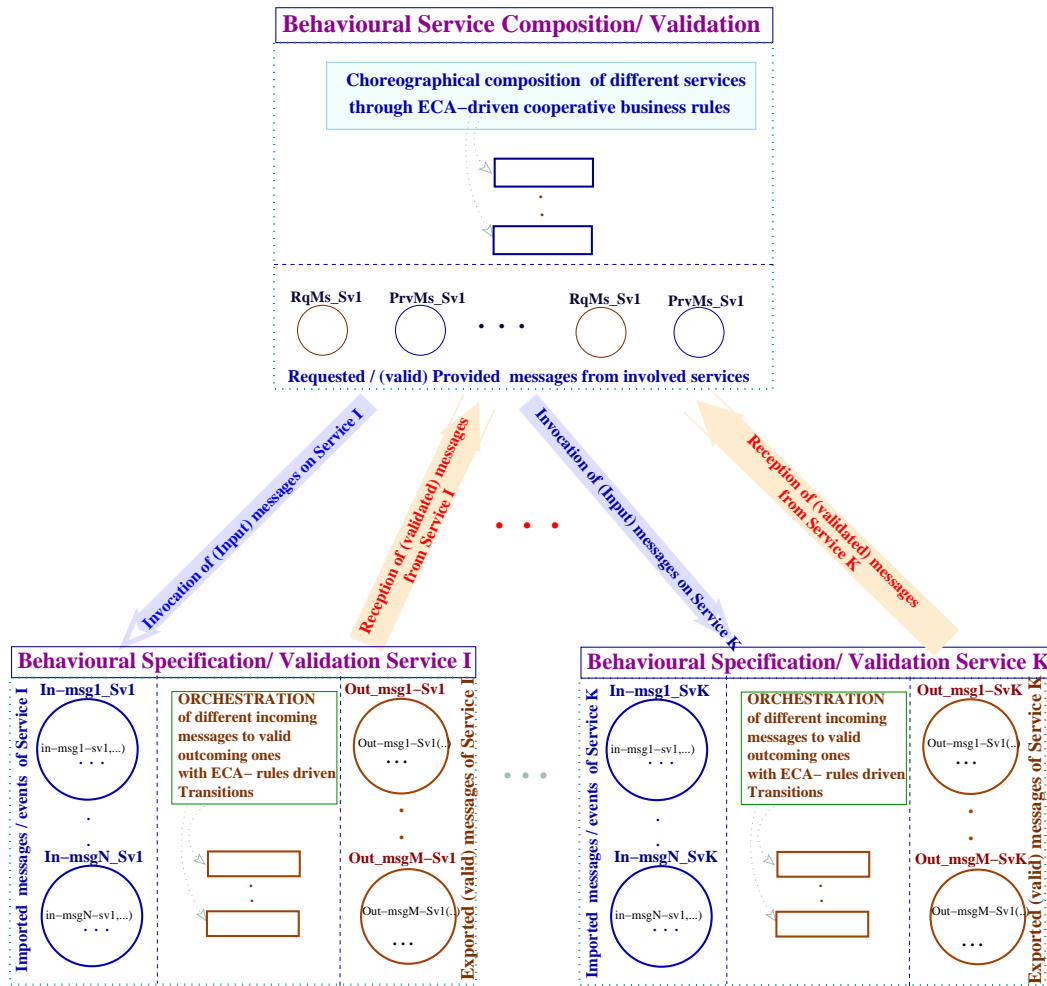 Behavioural Service Composition/ Validation
Choreographical composition of different services
through ECA−driven cooperative business rules
RqMs_Sv1
PrvMs_Sv1
. . .
RqMs_Sv1
PrvMs_Sv1
Requested / (valid) Provided messages from involved services
Invocation of (Input) messages on Service I
Reception of (validated) messages
from Service I
. . .
Invocation of (Input) messages on Service K
Reception of (validated) messages
from Service K
Behavioural Specification/ Validation Service I
Imported messages / events of Service I
In−msg1_Sv1
in−msg1−sv1,...)
. . .
In−msgN_Sv1
in−msgN−sv1,...)
. . .
ORCHESTRATION
of different incoming
messages to valid
outcoming ones
with ECA− rules driven
Transitions
Out_msg1−Sv1
Out−msg1−Sv1(..)
...
Out_msgM−Sv1
Out−msgM−Sv1(..)
...
Exported (valid) messages of Service I
. . .
Behavioural Specification/ Validation Service K
Imported messages / events of Service K
In−msg1_SvK
in−msg1−sv1,...)
. . .
In−msgN_SvK
in−msgN−sv1,...)
. . .
ORCHESTRATION
of different incoming
messages to valid
outcoming ones
with ECA− rules driven
Transitions
Out_msg1−SvK
Out−msg1−Sv1(..)
...
Out_msgM−SvK
Out−msgM−Sv1(..)
...
Exported (valid) messages of Service K